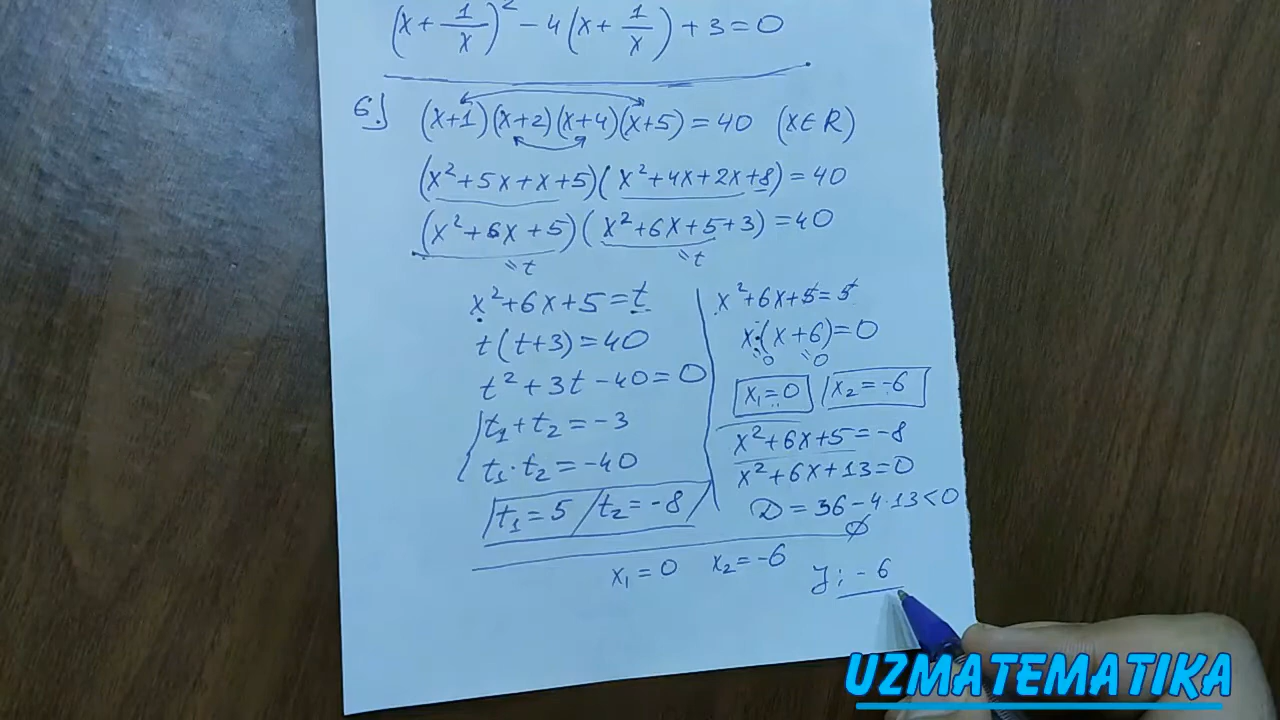 (x + 1/x)² - 4(x + 1/x) + 3 = 0
6.) (x+1)(x+2)(x+4)(x+5) = 40 (x∈R)
(x²+5x+x+5)(x²+4x+2x+8) = 40
(x²+6x+5)(x²+6x+5+3) = 40
=t =t
x²+6x+5 = t
t(t+3) = 40
t²+3t-40=0
t₁+t₂ = -3
t₁·t₂ = -40
t₁ = 5 / t₂ = -8
x²+6x+5 = 5
x·(x+6) = 0
=0 =0
x₁=0 x₂=-6
x²+6x+5 = -8
x²+6x+13 = 0
D = 36-4·13<0
∅
x₁=0 x₂=-6 J: -6
UZMATEMATIKA